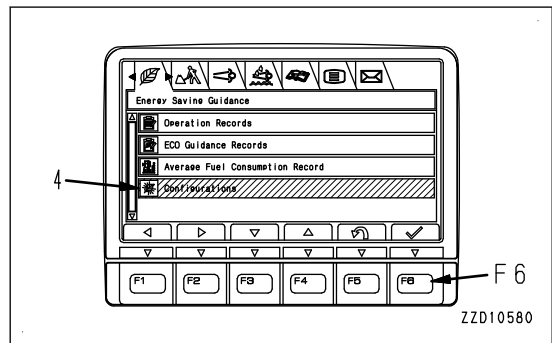 Energy Saving Guidance
Operation Records
ECO Guidance Records
Average Fuel Consumption Record
4
Configurations
F1 F2 F3 F4 F5 F6
F6
ZZD10580